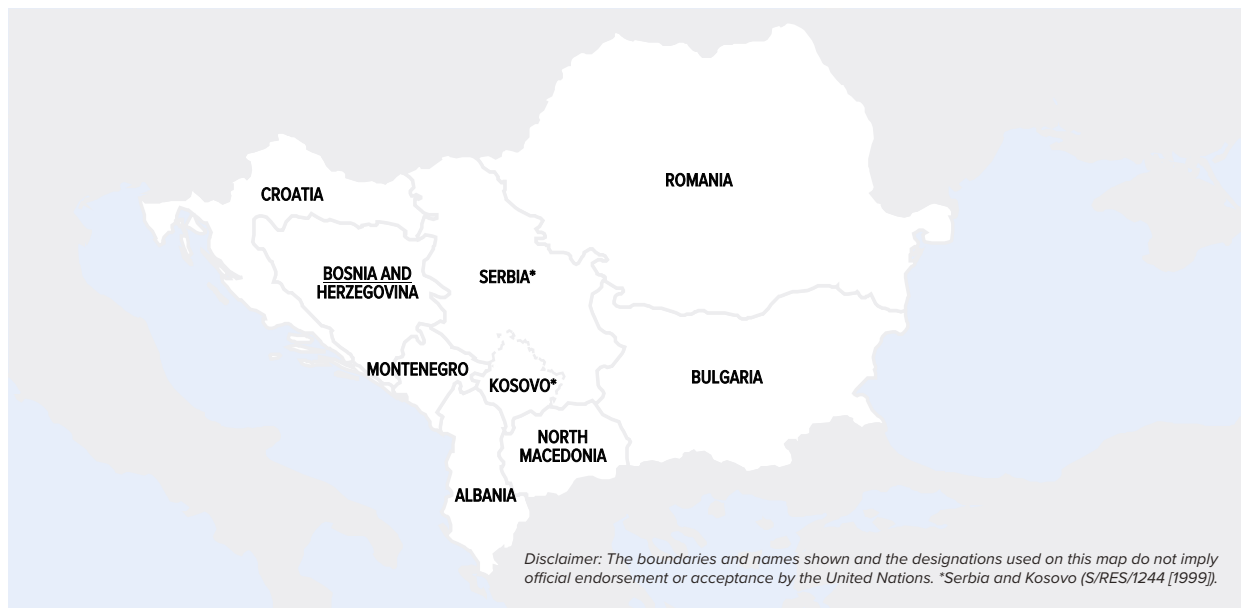 ROMANIA
CROATIA
BOSNIA AND
HERZEGOVINA
SERBIA*
MONTENEGRO
KOSOVO*
BULGARIA
NORTH
MACEDONIA
ALBANIA
Disclaimer: The boundaries and names shown and the designations used on this map do not imply
official endorsement or acceptance by the United Nations. *Serbia and Kosovo (S/RES/1244 [1999]).